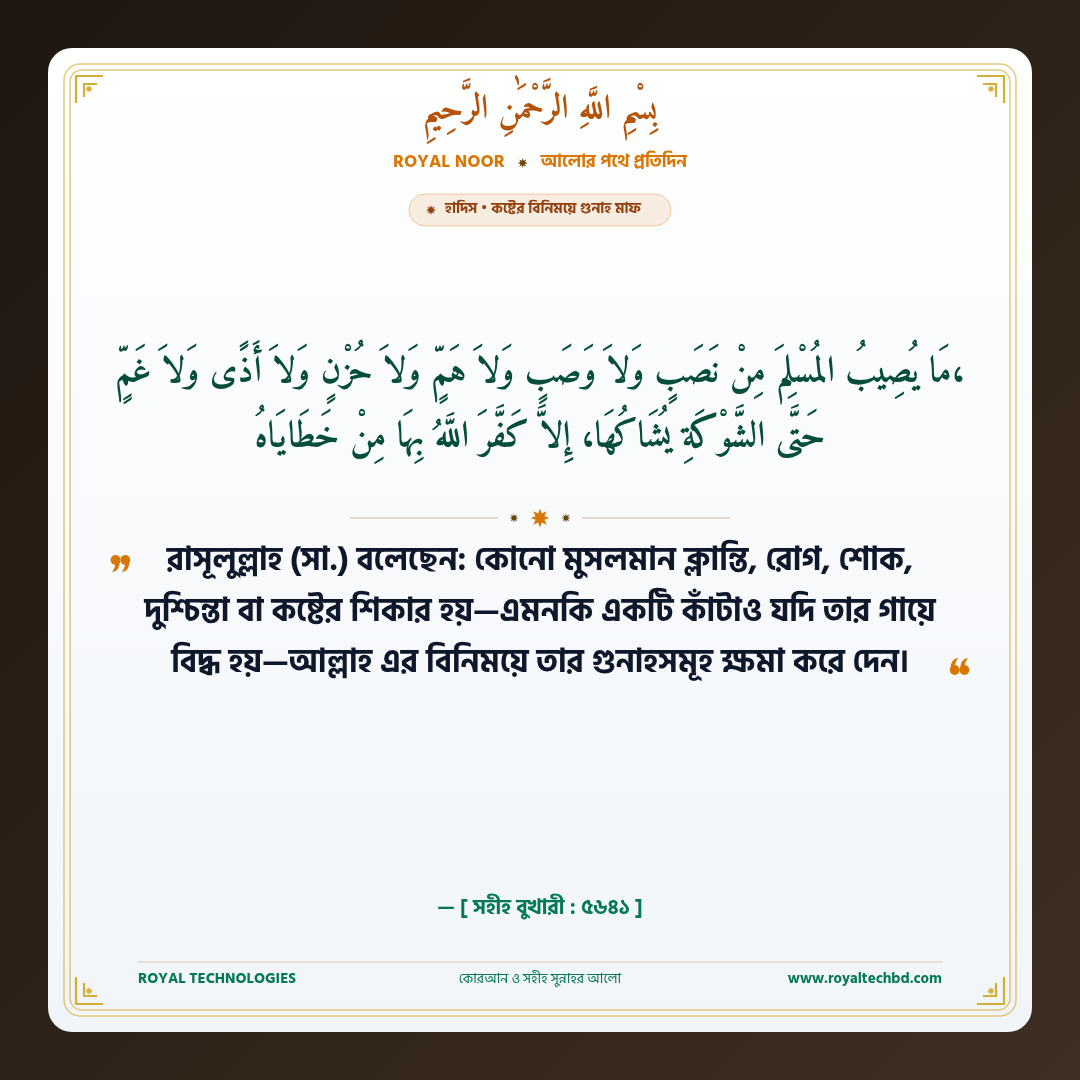 بِسْمِ اللَّهِ الرَّحْمَٰنِ الرَّحِيمِ
ROYAL NOOR ✷ আলোর পথে প্রতিদিন
হাদিস • কষ্টের বিনিময়ে গুনাহ মাফ
مَا يُصِيبُ المُسْلِمَ مِنْ نَصَبٍ وَلاَ وَصَبٍ وَلاَ هَمٍّ وَلاَ حُزْنٍ وَلاَ أَذًى وَلاَ غَمٍّ،
حَتَّى الشَّوْكَةِ يُشَاكُهَا، إِلاَّ كَفَّرَ اللَّهُ بِهَا مِنْ خَطَايَاهُ
❞ রাসূলুল্লাহ (সা.) বলেছেন: কোনো মুসলমান ক্লান্তি, রোগ, শোক,
দুশ্চিন্তা বা কষ্টের শিকার হয়—এমনকি একটি কাঁটাও যদি তার গায়ে
বিদ্ধ হয়—আল্লাহ এর বিনিময়ে তার গুনাহসমূহ ক্ষমা করে দেন। ❝
— [ সহীহ বুখারী : ৫৬৪১ ]
ROYAL TECHNOLOGIES কোরআন ও সহীহ সুন্নাহর আলো www.royaltechbd.com